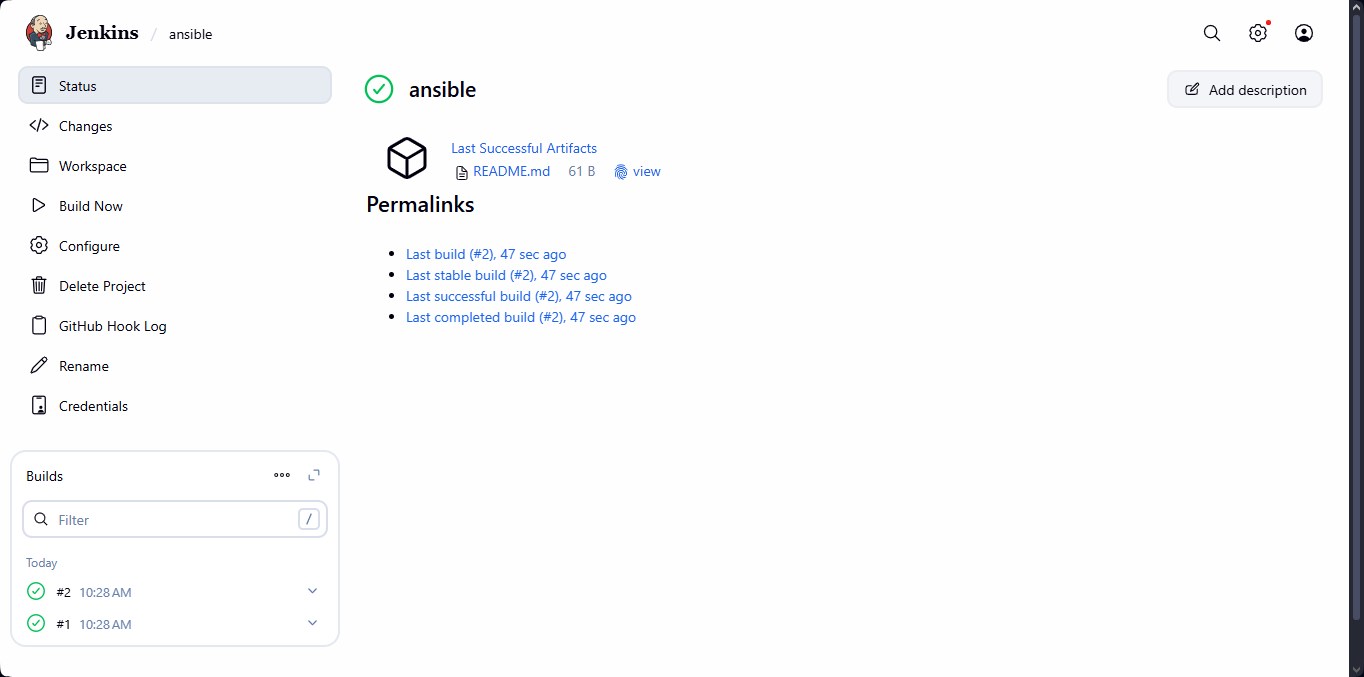 Jenkins / ansible
Status
Changes
Workspace
Build Now
Configure
Delete Project
GitHub Hook Log
Rename
Credentials
Builds
Filter /
Today
#2 10:28 AM
#1 10:28 AM
ansible
Add description
Last Successful Artifacts
README.md 61 B view
Permalinks
Last build (#2), 47 sec ago
Last stable build (#2), 47 sec ago
Last successful build (#2), 47 sec ago
Last completed build (#2), 47 sec ago